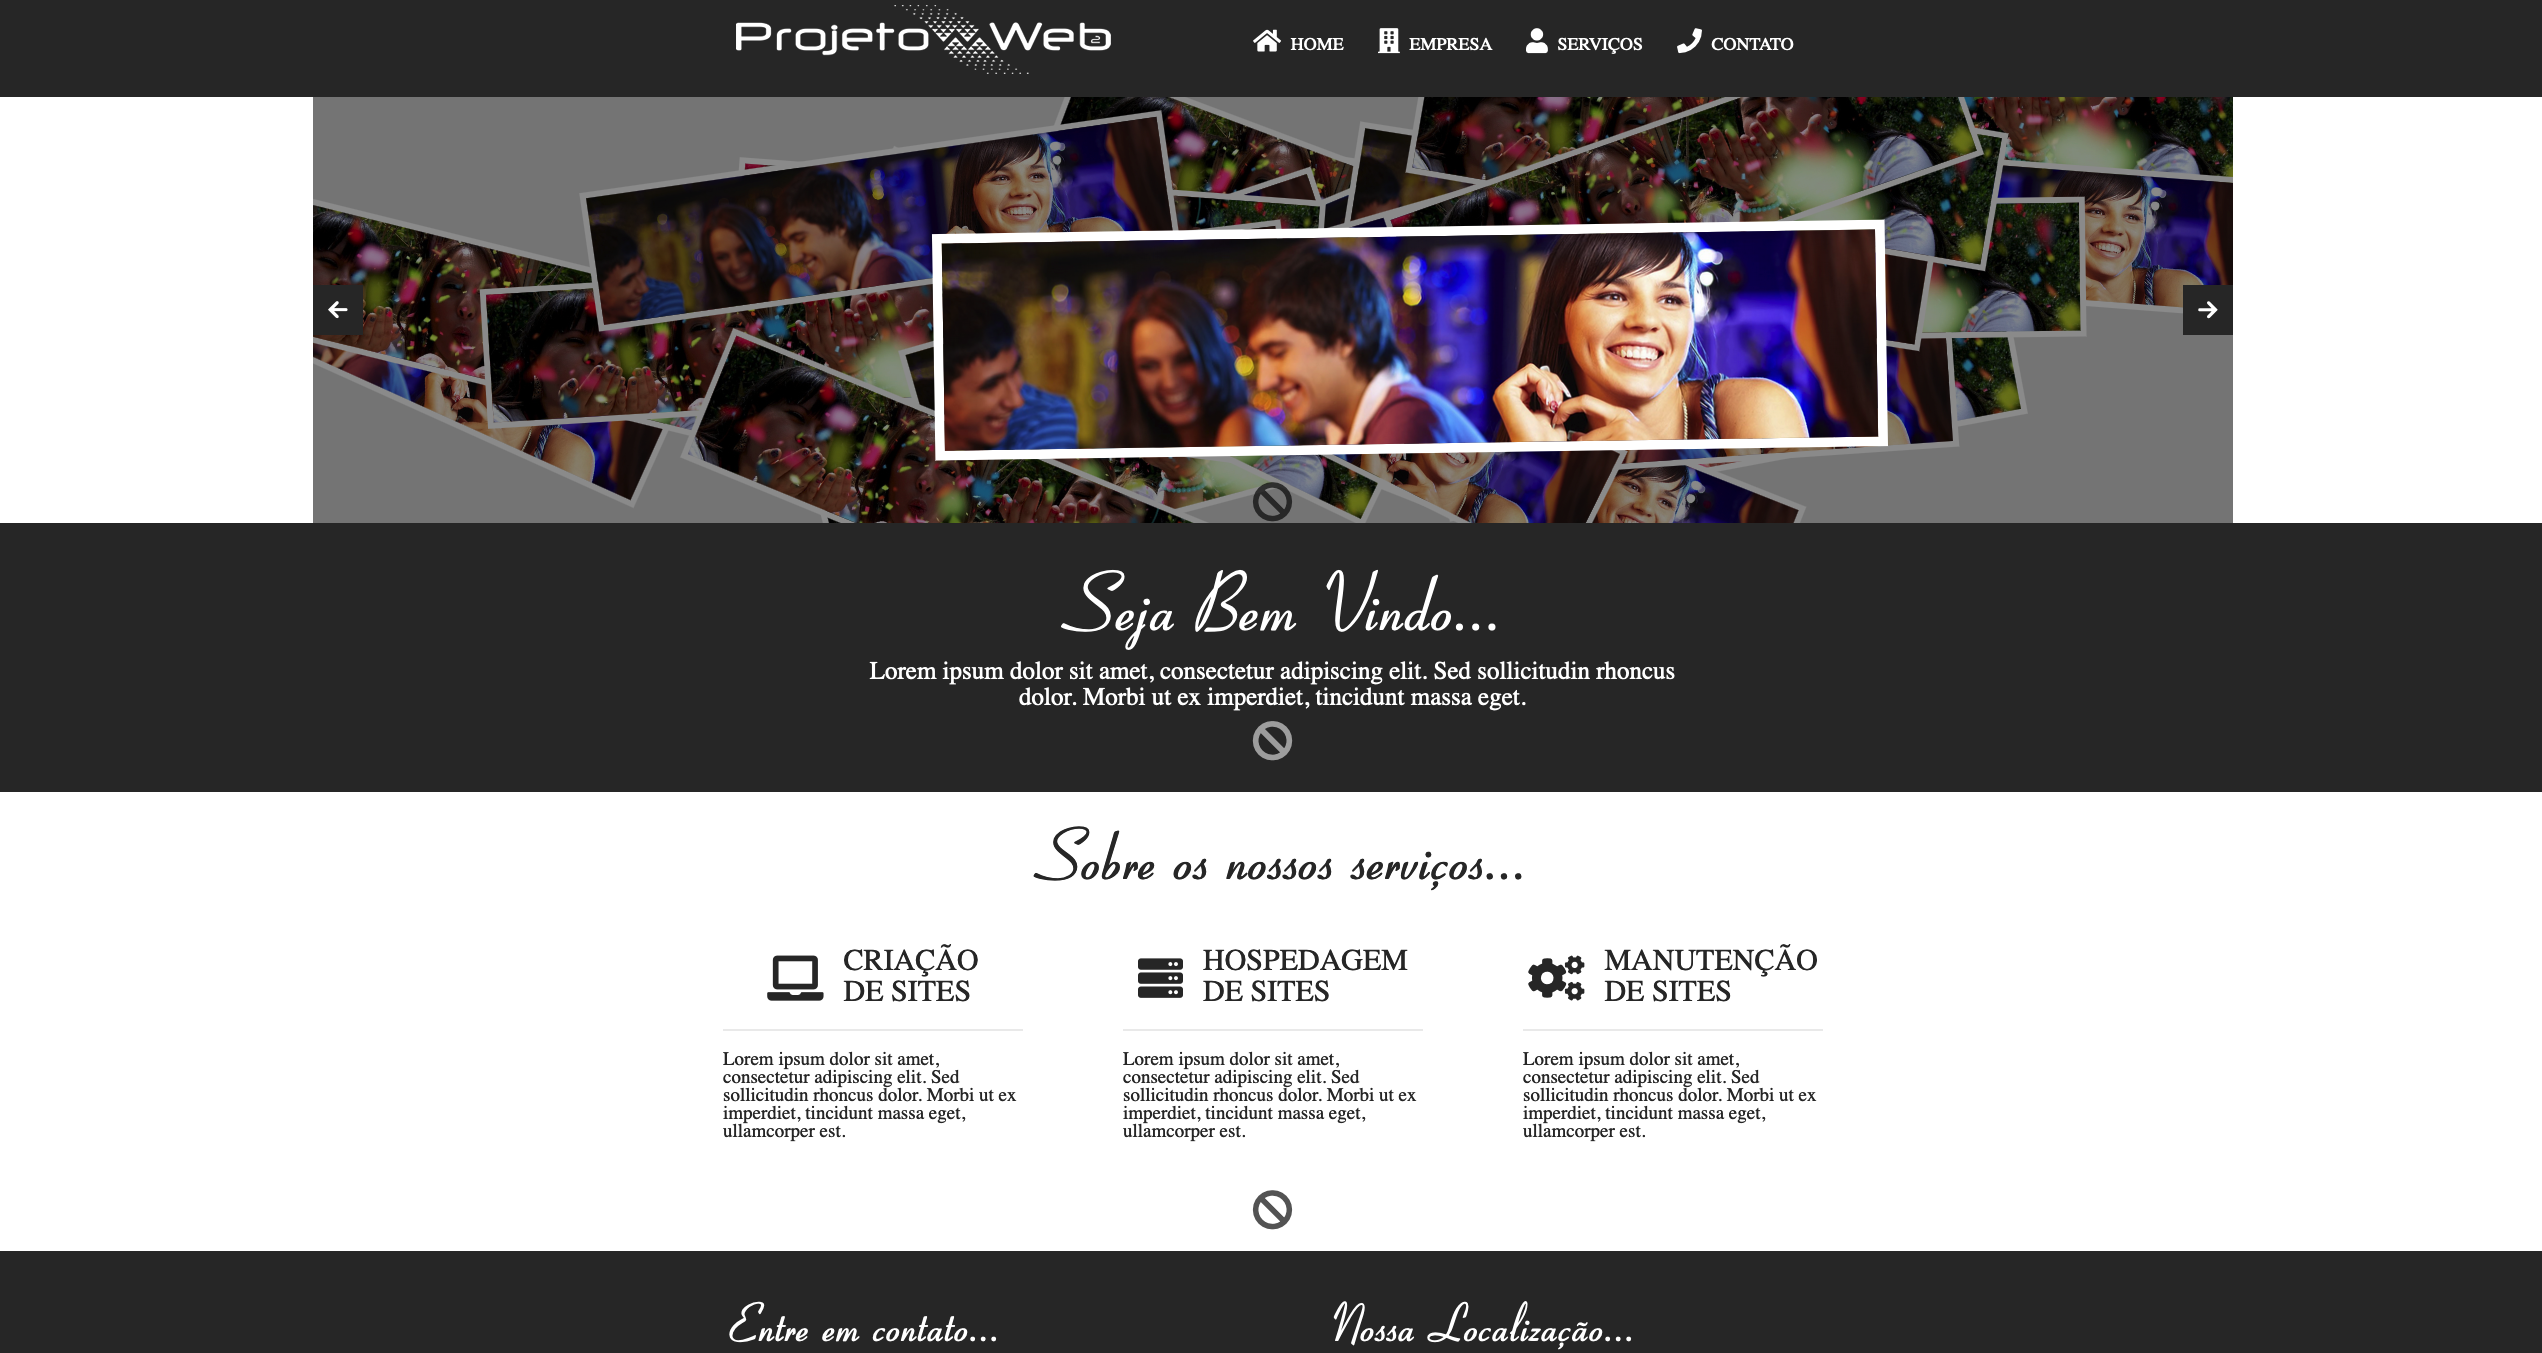 Projeto Web 2
HOME EMPRESA SERVIÇOS CONTATO
Seja Bem Vindo...
Lorem ipsum dolor sit amet, consectetur adipiscing elit. Sed sollicitudin rhoncus
dolor. Morbi ut ex imperdiet, tincidunt massa eget.
Sobre os nossos serviços...
CRIAÇÃO
DE SITES
Lorem ipsum dolor sit amet,
consectetur adipiscing elit. Sed
sollicitudin rhoncus dolor. Morbi ut ex
imperdiet, tincidunt massa eget,
ullamcorper est.
HOSPEDAGEM
DE SITES
Lorem ipsum dolor sit amet,
consectetur adipiscing elit. Sed
sollicitudin rhoncus dolor. Morbi ut ex
imperdiet, tincidunt massa eget,
ullamcorper est.
MANUTENÇÃO
DE SITES
Lorem ipsum dolor sit amet,
consectetur adipiscing elit. Sed
sollicitudin rhoncus dolor. Morbi ut ex
imperdiet, tincidunt massa eget,
ullamcorper est.
Entre em contato...
Nossa Localização...